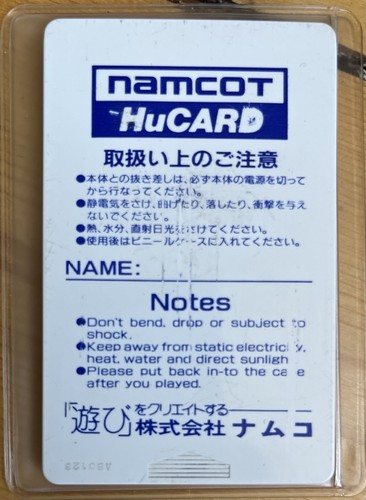 namcoT
HuCARD
取扱い上のご注意
●本体との抜き差しは、必ず本体の電源を切って
から行なってください。
●静電気をさけ、曲げたり、落したり、衝撃を与え
ないでください。
●熱、水分、直射日光をさけてください。
●使用後はビニールケースに入れてください。
NAME:
Notes
●Don't bend, drop or subject to
shock.
●Keep away from static electricity,
heat, water and direct sunligh
●Please put back in-to the case
after you played.
「遊び」をクリエイトする
株式会社 ナムコ